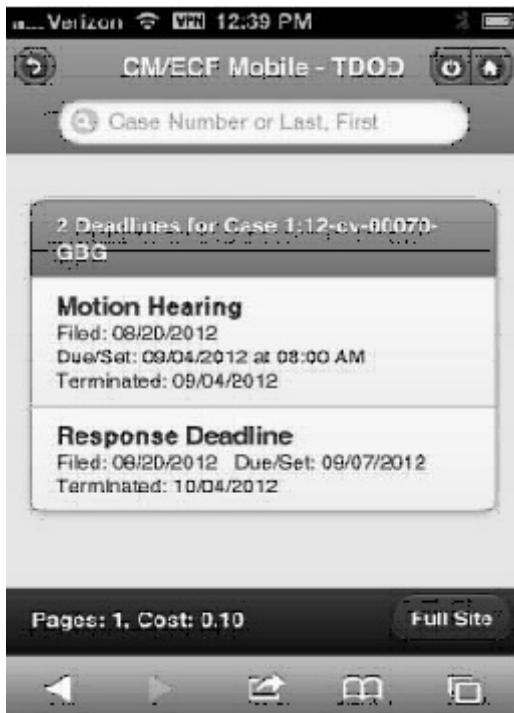 Verizon VPN 12:39 PM
CM/ECF Mobile - TDOD
Case Number or Last, First
2 Deadlines for Case 1:12-cv-00070-
GBG
Motion Hearing
Filed: 08/20/2012
Due/Set: 09/04/2012 at 08:00 AM
Terminated: 09/04/2012
Response Deadline
Filed: 08/20/2012 Due/Set: 09/07/2012
Terminated: 10/04/2012
Pages: 1, Cost: 0.10
Full Site